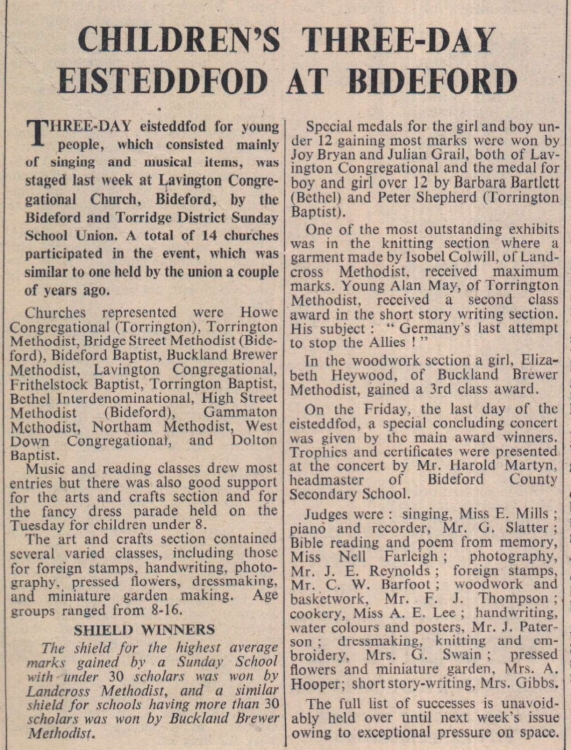 CHILDREN'S THREE-DAY
EISTEDDFOD AT BIDEFORD
THREE-DAY eisteddfod for young
people, which consisted mainly
of singing and musical items, was
staged last week at Lavington Congre-
gational Church, Bideford, by the
Bideford and Torridge District Sunday
School Union. A total of 14 churches
participated in the event, which was
similar to one held by the union a couple
of years ago.
Churches represented were Howe
Congregational (Torrington), Torrington
Methodist, Bridge Street Methodist (Bide-
ford), Bideford Baptist, Buckland Brewer
Methodist, Lavington Congregational,
Frithelstock Baptist, Torrington Baptist,
Bethel Interdenominational, High Street
Methodist (Bideford), Gammaton
Methodist, Northam Methodist, West
Down Congregational, and Dolton
Baptist.
Music and reading classes drew most
entries but there was also good support
for the arts and crafts section and for
the fancy dress parade held on the
Tuesday for children under 8.
The art and crafts section contained
several varied classes, including those
for foreign stamps, handwriting, photo-
graphy, pressed flowers, dressmaking,
and miniature garden making. Age
groups ranged from 8-16.
SHIELD WINNERS
The shield for the highest average
marks gained by a Sunday School
with under 30 scholars was won by
Landcross Methodist, and a similar
shield for schools having more than 30
scholars was won by Buckland Brewer
Methodist.
Special medals for the girl and boy un-
der 12 gaining most marks were won by
Joy Bryan and Julian Grail, both of Lav-
ington Congregational and the medal for
boy and girl over 12 by Barbara Bartlett
(Bethel) and Peter Shepherd (Torrington
Baptist).
One of the most outstanding exhibits
was in the knitting section where a
garment made by Isobel Colwill, of Land-
cross Methodist, received maximum
marks. Young Alan May, of Torrington
Methodist, received a second class
award in the short story writing section.
His subject : " Germany's last attempt
to stop the Allies ! "
In the woodwork section a girl, Eliza-
beth Heywood, of Buckland Brewer
Methodist, gained a 3rd class award.
On the Friday, the last day of the
eisteddfod, a special concluding concert
was given by the main award winners.
Trophies and certificates were presented
at the concert by Mr. Harold Martyn,
headmaster of Bideford County
Secondary School.
Judges were : singing, Miss E. Mills ;
piano and recorder, Mr. G. Slatter ;
Bible reading and poem from memory,
Miss Nell Farleigh ; photography,
Mr. J. E. Reynolds ; foreign stamps,
Mr. C. W. Barfoot ; woodwork and
basketwork, Mr. F. J. Thompson ;
cookery, Miss A. E. Lee ; handwriting,
water colours and posters, Mr. J. Pater-
son ; dressmaking, knitting and em-
broidery, Mrs. G. Swain ; pressed
flowers and miniature garden, Mrs. A.
Hooper; short story-writing, Mrs. Gibbs.
The full list of successes is unavoid-
ably held over until next week's issue
owing to exceptional pressure on space.